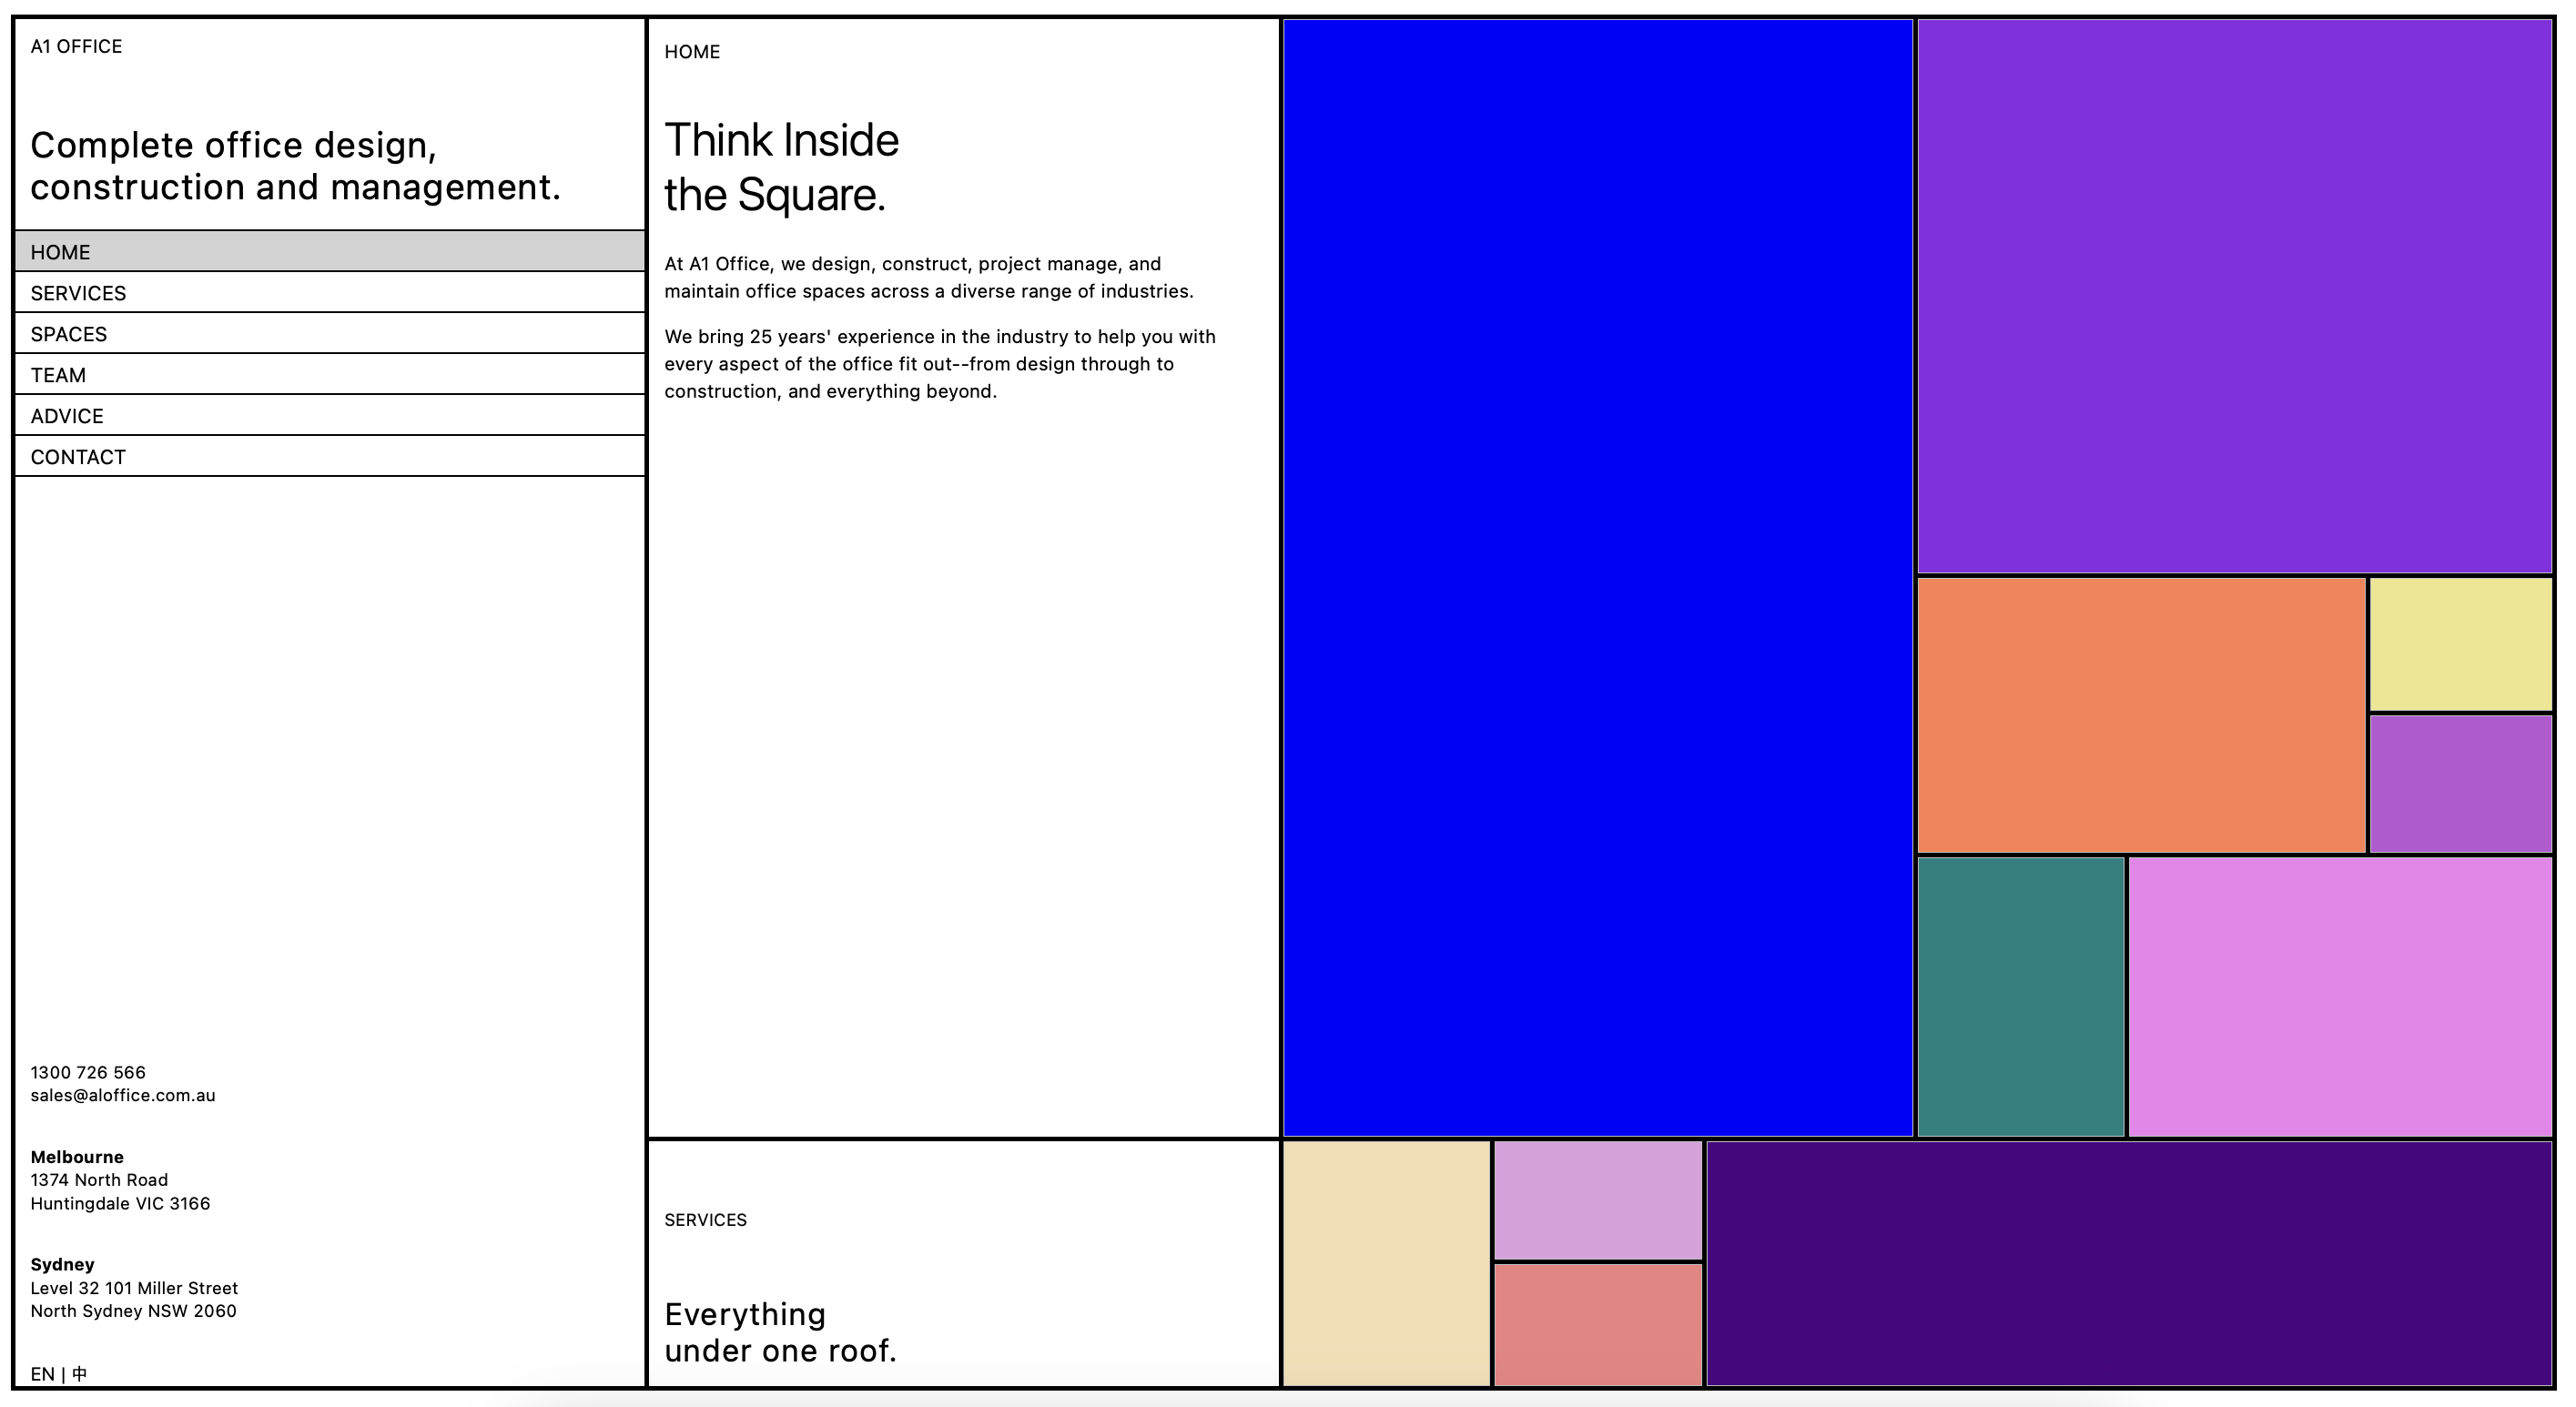 A1 OFFICE
Complete office design,
construction and management.
HOME
SERVICES
SPACES
TEAM
ADVICE
CONTACT
1300 726 566
sales@aloffice.com.au
Melbourne
1374 North Road
Huntingdale VIC 3166
Sydney
Level 32 101 Miller Street
North Sydney NSW 2060
EN | 中
HOME
Think Inside
the Square.
At A1 Office, we design, construct, project manage, and
maintain office spaces across a diverse range of industries.
We bring 25 years' experience in the industry to help you with
every aspect of the office fit out--from design through to
construction, and everything beyond.
SERVICES
Everything
under one roof.